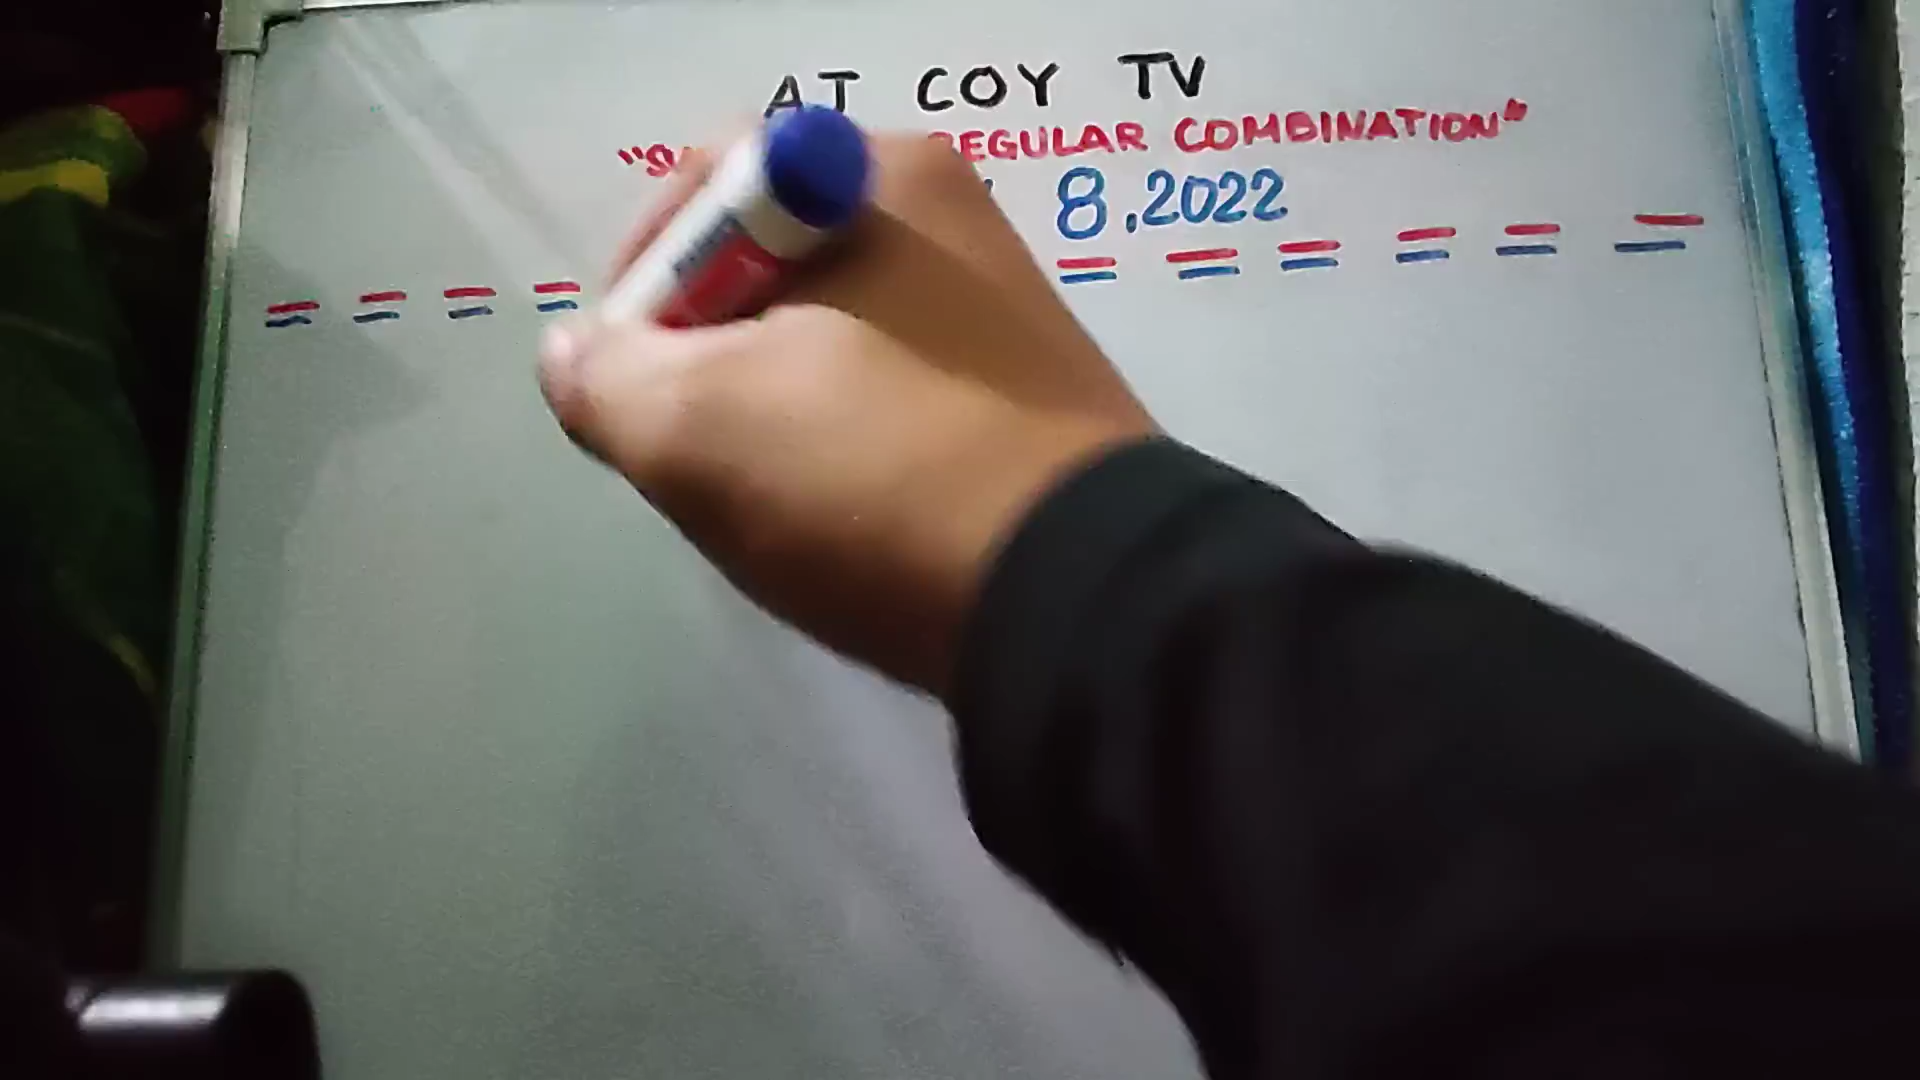 AT COY TV
REGULAR COMBINATION"
8, 2022